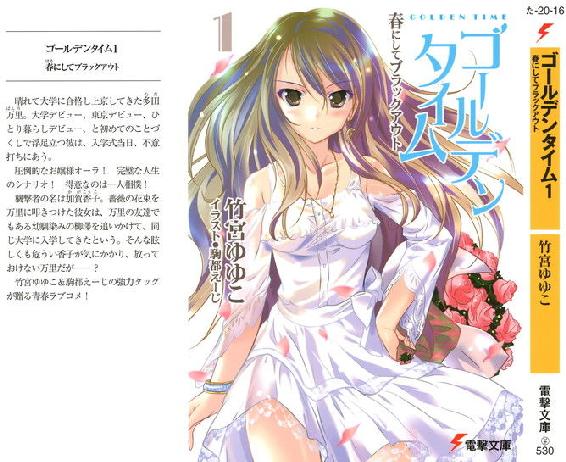 ゴールデンタイム1
春にしてブラックアウト
晴れて大学に合格し上京してきた多田
万里。大学デビュー、東京デビュー、ひ
とり暮らしデビュー、と初めてのことづ
くしで浮足立つ彼は、入学式当日、不意
打ちにあう。
圧倒的なお嬢様オーラ! 完璧な人生
のシナリオ! 得意なのは一人相撲!
襲撃者の名は加賀香子。薔薇の花束を
万里に叩きつけた彼女は、万里の友達で
もある幼馴染みの柳澤を追いかけて、同
じ大学に入学してきたという。そんな眩
しくも危うい香子が気にかかり、放って
おけない万里だが——?
竹宮ゆゆこ&駒都えーじの強力タッグ
が贈る青春ラブコメ!
1
GOLDEN TIME
ゴールデン
タイム
春にしてブラックアウト
竹宮ゆゆこ
イラスト●駒都えーじ
電撃文庫
た-20-16
ゴールデンタイム1
春にしてブラックアウト
竹宮ゆゆこ
電撃文庫
530